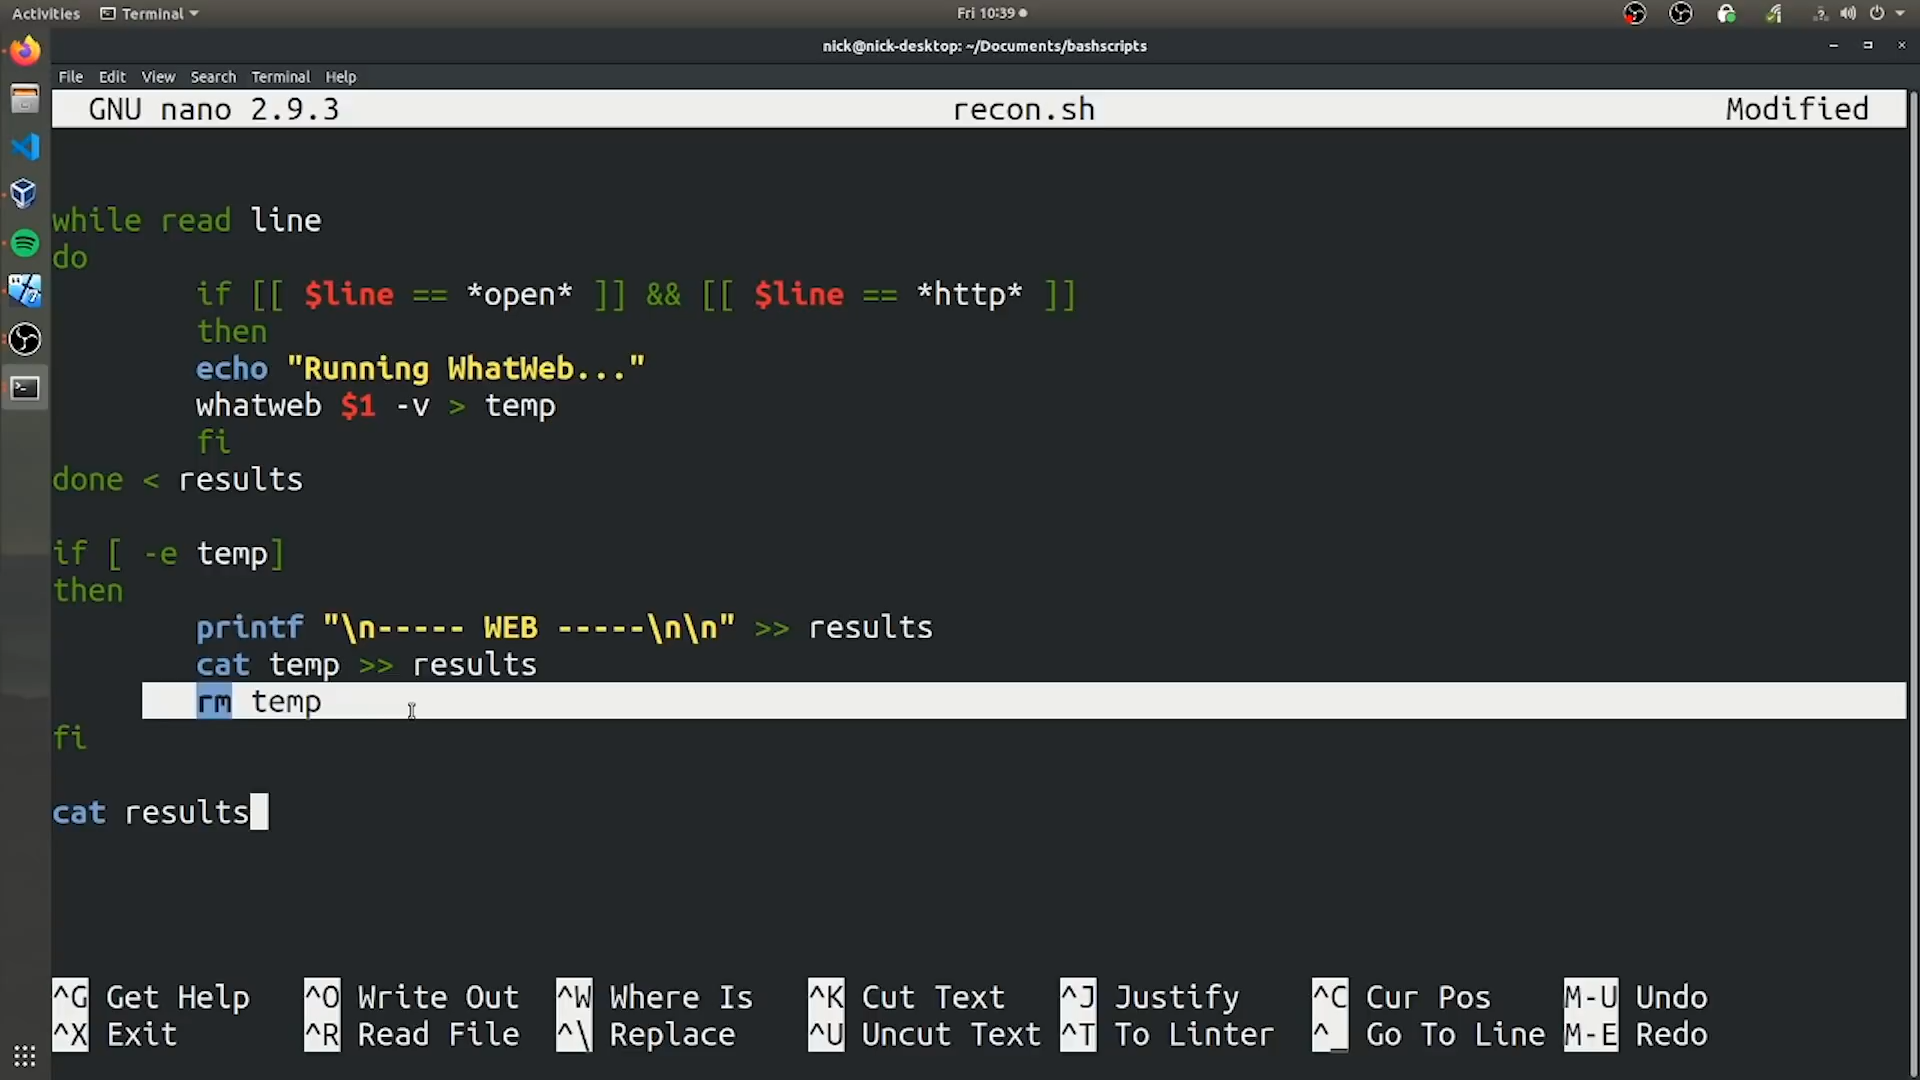 Activities Terminal Fri 10:39
nick@nick-desktop: ~/Documents/bashscripts
File Edit View Search Terminal Help
GNU nano 2.9.3 recon.sh Modified
while read line
do
if [[ $line == *open* ]] && [[ $line == *http* ]]
then
echo "Running WhatWeb..."
whatweb $1 -v > temp
fi
done < results
if [ -e temp]
then
printf "\n----- WEB -----\n\n" >> results
cat temp >> results
rm temp
fi
cat results
^G Get Help ^O Write Out ^W Where Is ^K Cut Text ^J Justify ^C Cur Pos M-U Undo
^X Exit ^R Read File ^\ Replace ^U Uncut Text ^T To Linter ^_ Go To Line M-E Redo